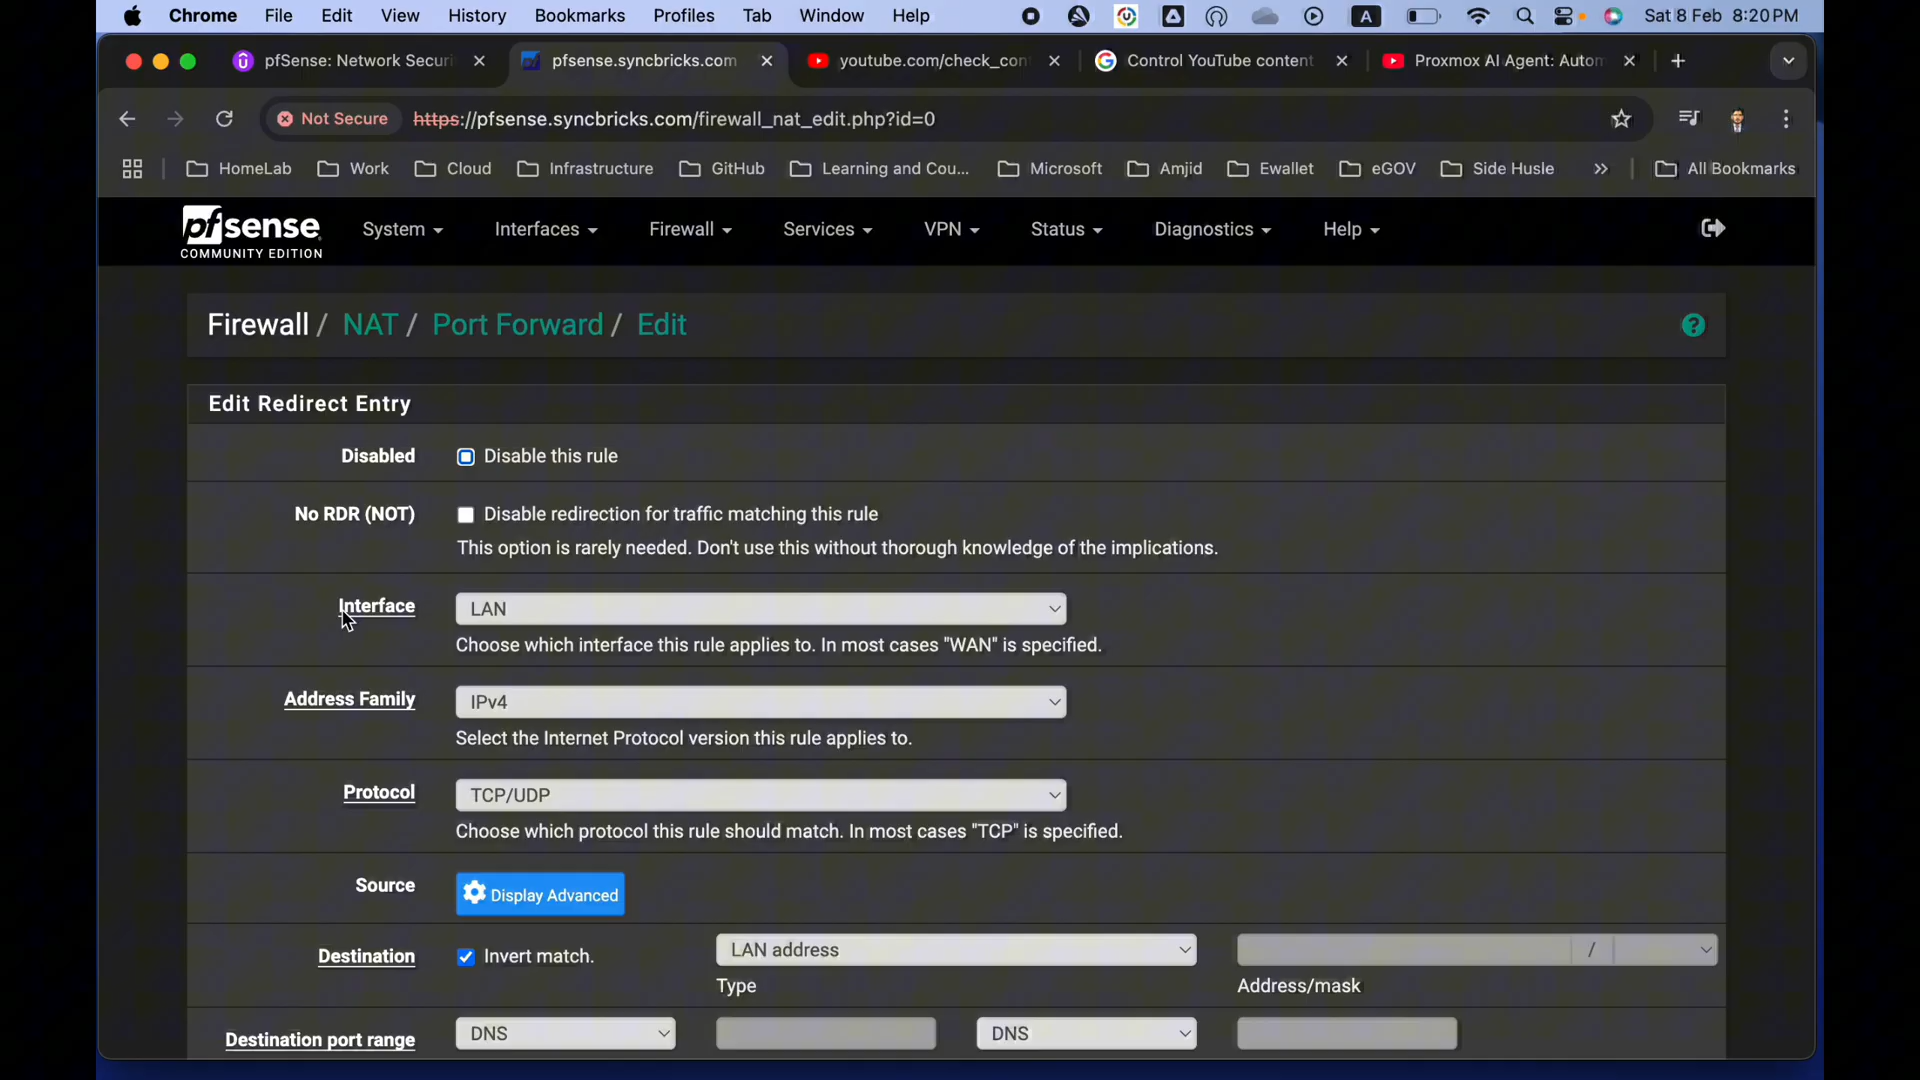 Chrome File Edit View History Bookmarks Profiles Tab Window Help A Sat 8 Feb 8:20 PM
pfSense: Network Securi pfsense.syncbricks.com youtube.com/check_con Control YouTube content Proxmox AI Agent: Autom
Not Secure https://pfsense.syncbricks.com/firewall_nat_edit.php?id=0
HomeLab Work Cloud Infrastructure GitHub Learning and Cou... Microsoft Amjid Ewallet eGOV Side Husle » All Bookmarks
pfsense System Interfaces Firewall Services VPN Status Diagnostics Help
COMMUNITY EDITION
Firewall / NAT / Port Forward / Edit ?
Edit Redirect Entry
Disabled Disable this rule
No RDR (NOT) Disable redirection for traffic matching this rule
This option is rarely needed. Don't use this without thorough knowledge of the implications.
Interface LAN
Choose which interface this rule applies to. In most cases "WAN" is specified.
Address Family IPv4
Select the Internet Protocol version this rule applies to.
Protocol TCP/UDP
Choose which protocol this rule should match. In most cases "TCP" is specified.
Source Display Advanced
Destination Invert match. LAN address /
Type Address/mask
Destination port range DNS DNS